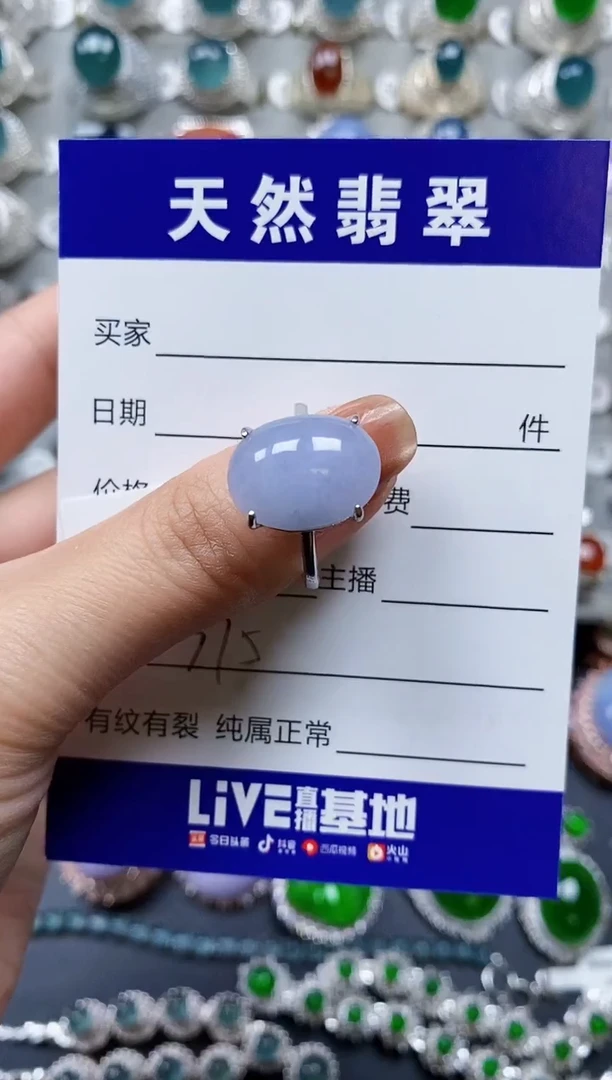 天然翡翠
买家
日期 件
价格 费
主播
715
有纹有裂 纯属正常
LiVE直播基地
今日头条 抖音 西瓜视频 火山